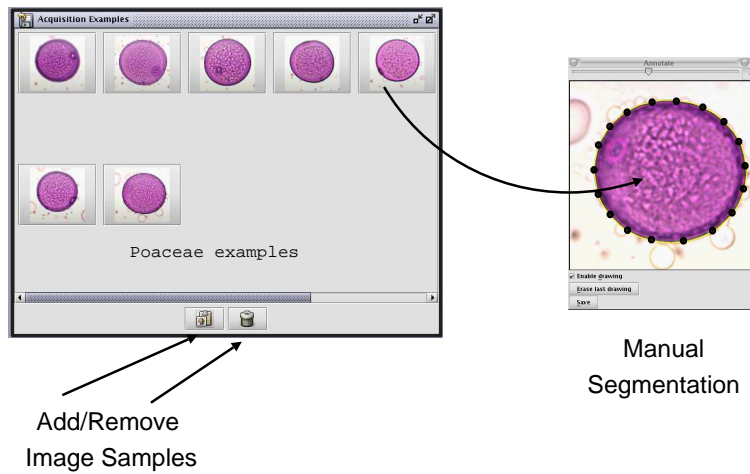 Acquisition Examples
Poaceae examples
Add/Remove
Image Samples
Annotate
Enable drawing
Erase last drawing
Save
Manual
Segmentation